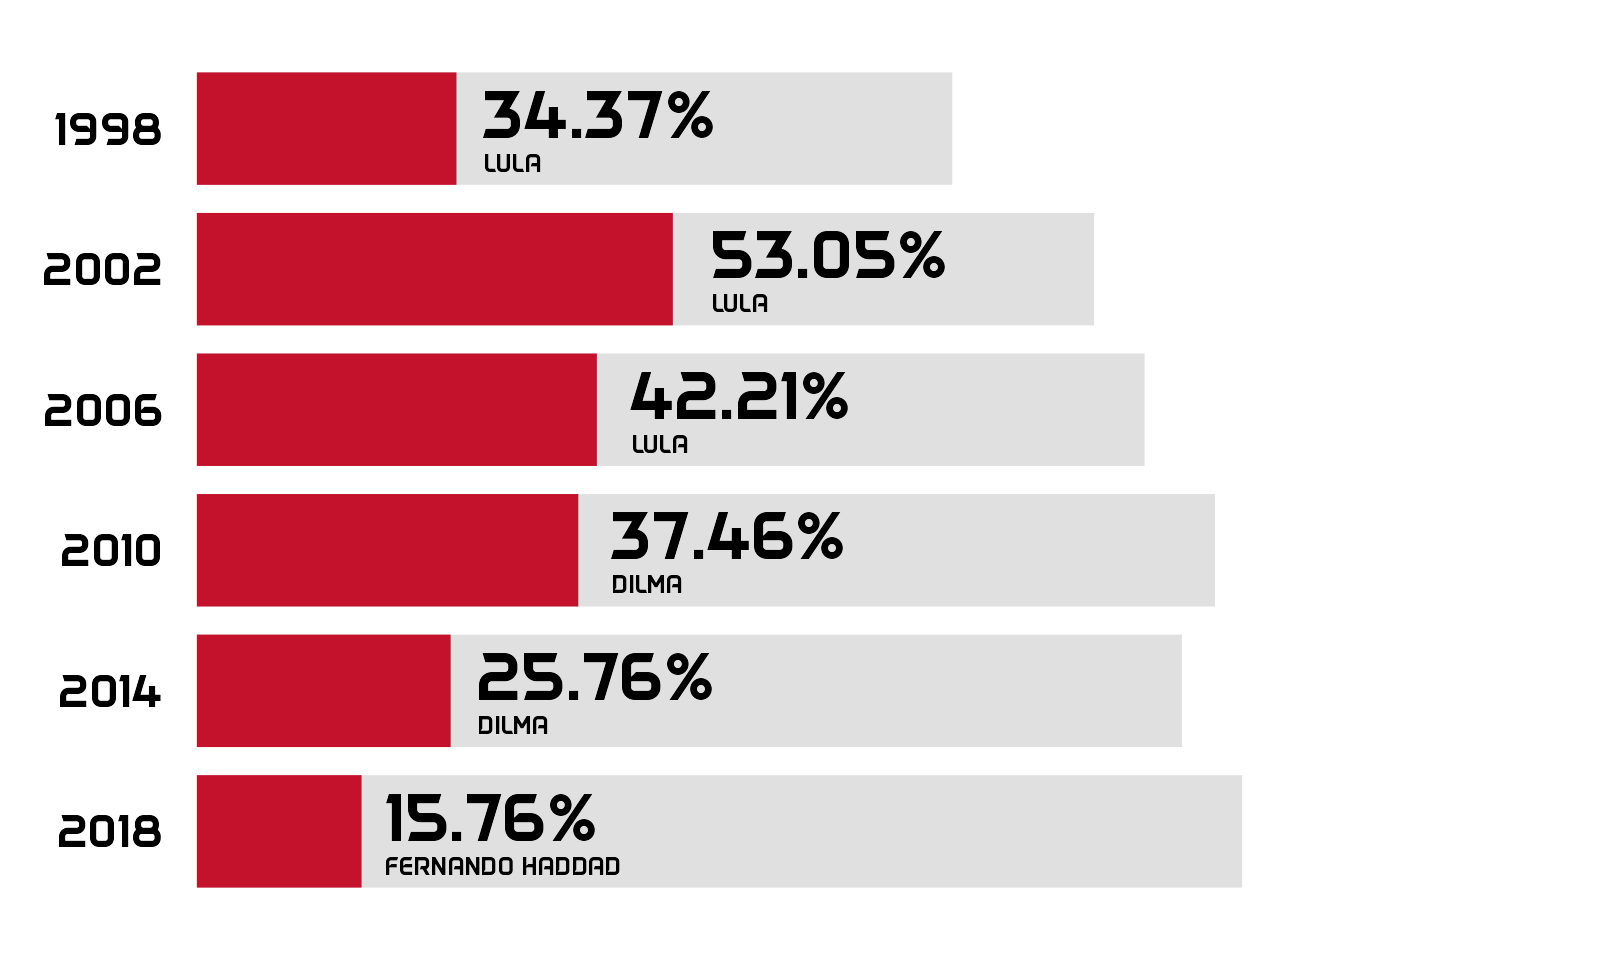 1998
34.37%
LULA
2002
53.05%
LULA
2006
42.21%
LULA
2010
37.46%
DILMA
2014
25.76%
DILMA
2018
15.76%
FERNANDO HADDAD